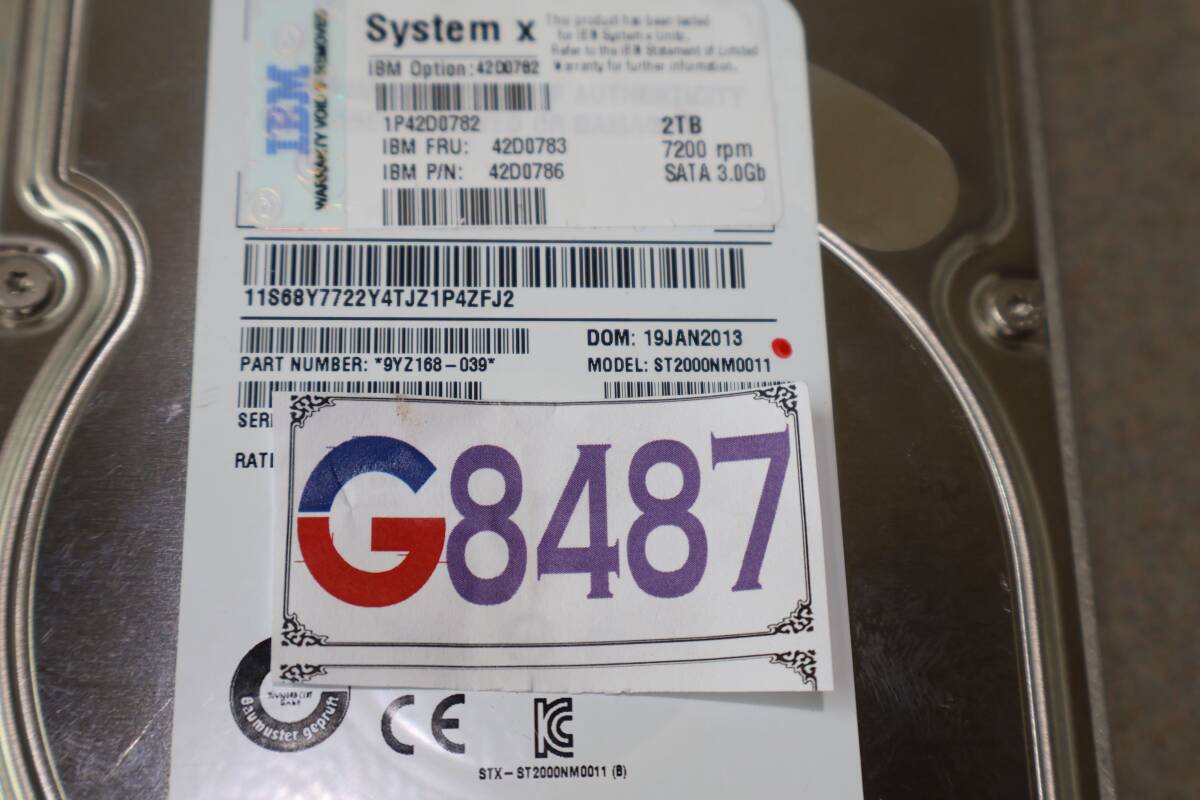 IBM
WARRANTY VOID IF REMOVED
System x
This product has been tested
for IBM System x Units.
Refer to the IBM Statement of Limited
Warranty for further information.
IBM Option: 42D0782
AUTHENTICITY
1P42D0782
IBM FRU: 42D0783
IBM P/N: 42D0786
2TB
7200 rpm
SATA 3.0Gb
11S68Y7722Y4TJZ1P4ZFJ2
DOM: 19JAN2013
PART NUMBER: *9YZ168-039*
MODEL: ST2000NM0011
SERI
RATI
G8487
Baumuster geprüft
CE
KC
STX-ST2000NM0011 (B)